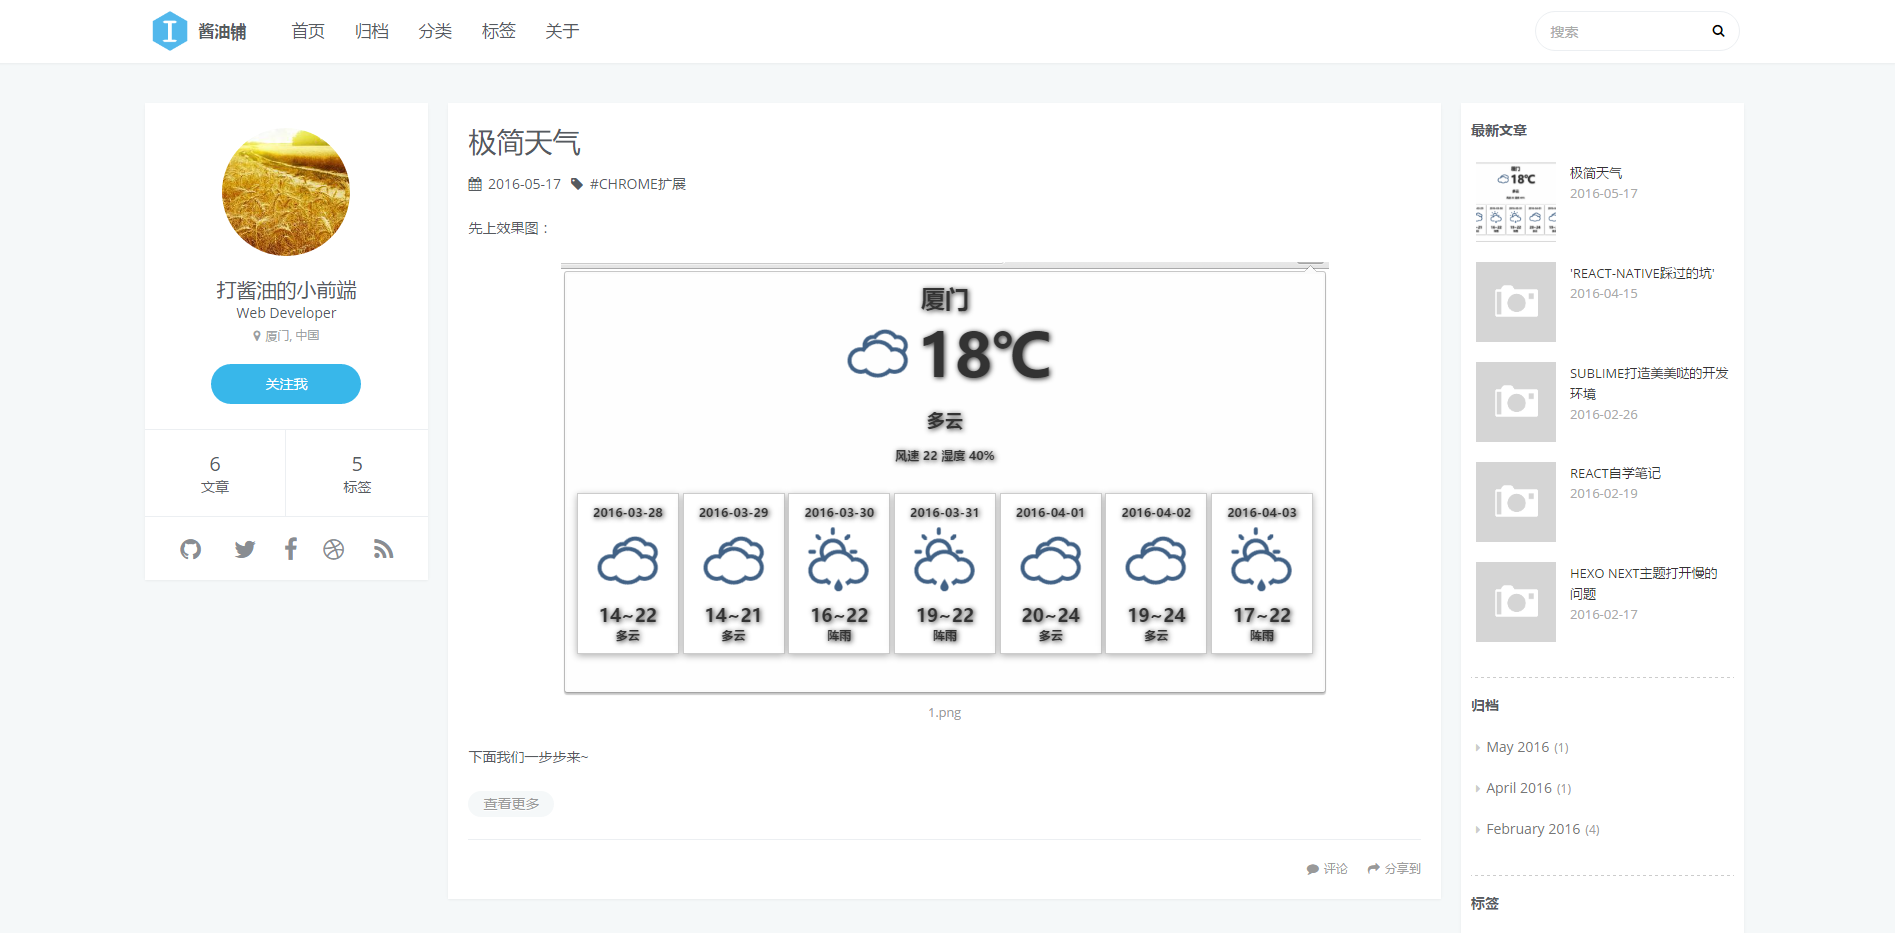 酱油铺
首页 归档 分类 标签 关于
搜索
打酱油的小前端
Web Developer
厦门, 中国
关注我
6
文章
5
标签
极简天气
2016-05-17 #CHROME扩展
先上效果图：
厦门
18℃
多云
风速 22 湿度 40%
2016-03-28 2016-03-29 2016-03-30 2016-03-31 2016-04-01 2016-04-02 2016-04-03
14~22 14~21 16~22 19~22 20~24 19~24 17~22
多云 多云 阵雨 阵雨 多云 多云 阵雨
1.png
下面我们一步步来~
查看更多
评论 分享到
最新文章
厦门
18℃
极简天气
2016-05-17
'REACT-NATIVE踩过的坑'
2016-04-15
SUBLIME打造美美哒的开发
环境
2016-02-26
REACT自学笔记
2016-02-19
HEXO NEXT主题打开慢的
问题
2016-02-17
归档
May 2016 (1)
April 2016 (1)
February 2016 (4)
标签